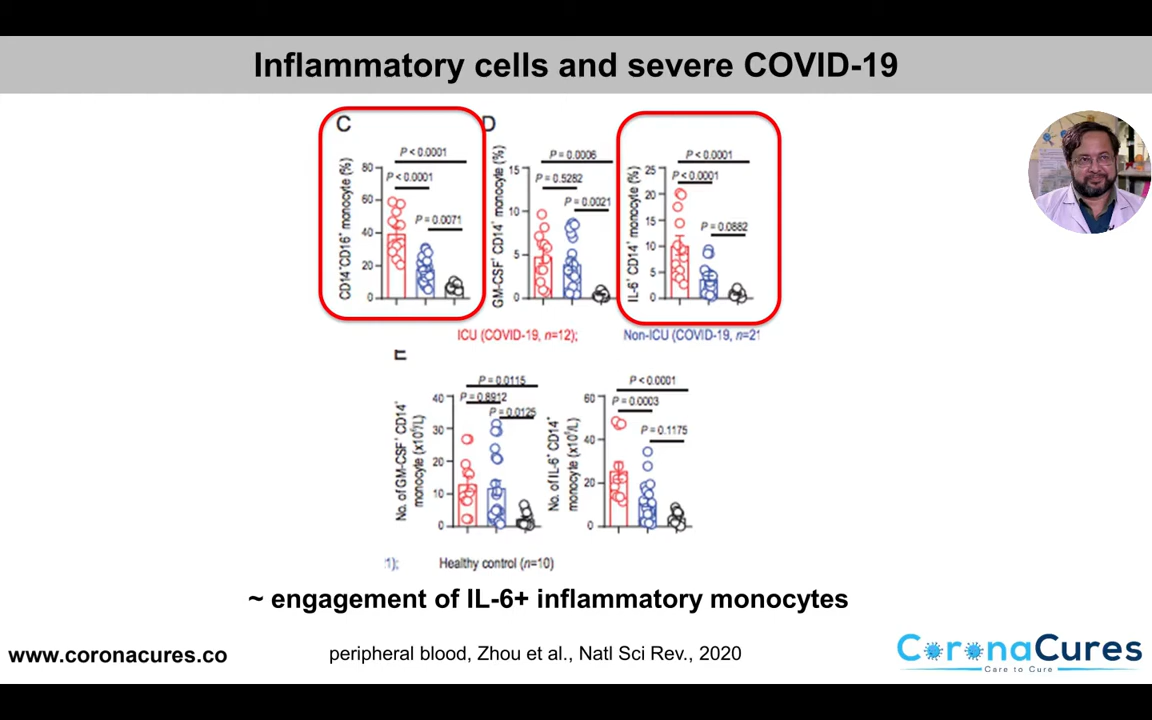 Inflammatory cells and severe COVID-19
C
CD14⁺CD16⁺ monocyte (%)
80
60
40
20
0
P < 0.0001
P < 0.0001
P = 0.0071
D
GM-CSF⁺ CD14⁺ monocyte (%)
15
10
5
0
P = 0.0006
P = 0.5282
P = 0.0021
IL-6⁺ CD14⁺ monocyte (%)
25
20
15
10
5
0
P < 0.0001
P < 0.0001
P = 0.0882
ICU (COVID-19, n=12);
Non-ICU (COVID-19, n=21
E
No. of GM-CSF⁺ CD14⁺
monocyte (x10⁶/L)
40
30
20
10
0
P = 0.0115
P = 0.8912
P = 0.0125
No. of IL-6⁺ CD14⁺
monocyte (x10⁶/L)
60
40
20
0
P < 0.0001
P = 0.0003
P = 0.1175
1);
Healthy control (n=10)
~ engagement of IL-6+ inflammatory monocytes
www.coronacures.co
peripheral blood, Zhou et al., Natl Sci Rev., 2020
CoronaCures
Care to Cure